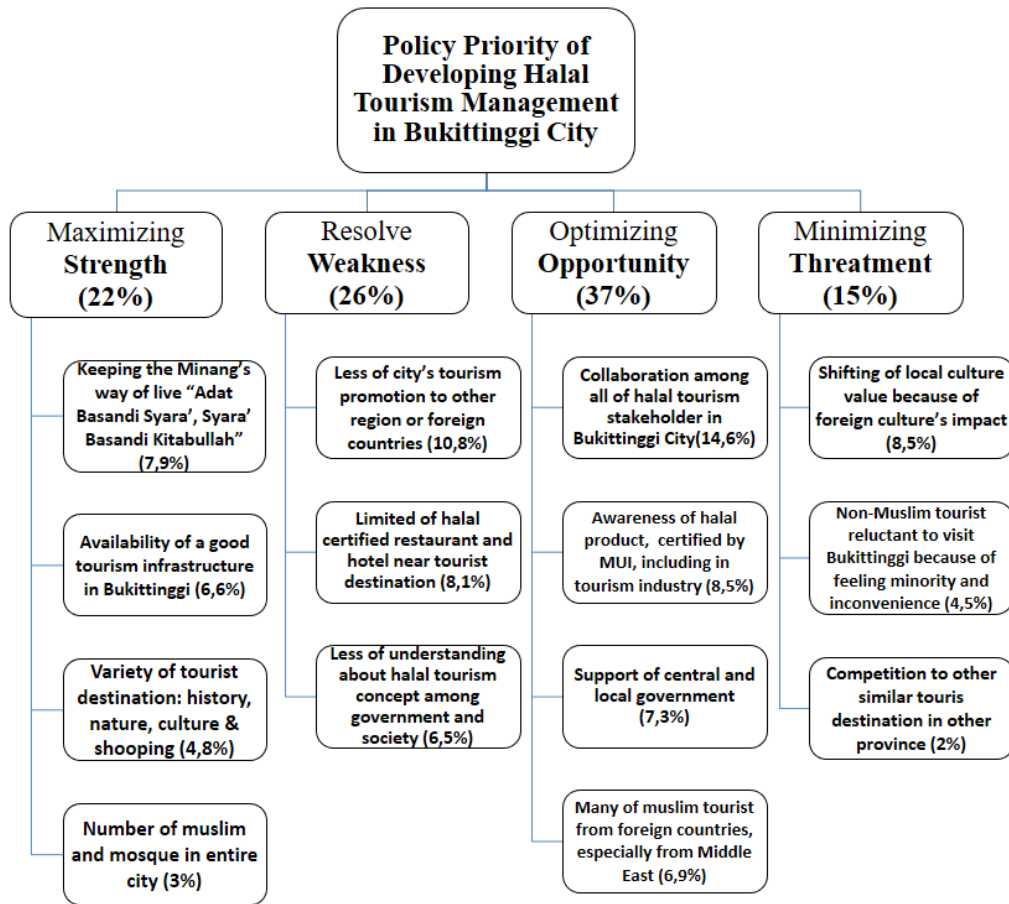 Policy Priority of
Developing Halal
Tourism Management
in Bukittinggi City
Maximizing
Strength
(22%)
Keeping the Minang's
way of live “Adat
Basandi Syara’, Syara’
Basandi Kitabullah”
(7,9%)
Availability of a good
tourism infrastructure
in Bukittinggi (6,6%)
Variety of tourist
destination: history,
nature, culture &
shooping (4,8%)
Number of muslim
and mosque in entire
city (3%)
Resolve
Weakness
(26%)
Less of city’s tourism
promotion to other
region or foreign
countries (10,8%)
Limited of halal
certified restaurant and
hotel near tourist
destination (8,1%)
Less of understanding
about halal tourism
concept among
government and
society (6,5%)
Optimizing
Opportunity
(37%)
Collaboration among
all of halal tourism
stakeholder in
Bukittinggi City(14,6%)
Awareness of halal
product, certified by
MUI, including in
tourism industry (8,5%)
Support of central and
local government
(7,3%)
Many of muslim tourist
from foreign countries,
especially from Middle
East (6,9%)
Minimizing
Threatment
(15%)
Shifting of local culture
value because of
foreign culture’s impact
(8,5%)
Non-Muslim tourist
reluctant to visit
Bukittinggi because of
feeling minority and
inconvenience (4,5%)
Competition to other
similar touris
destination in other
province (2%)